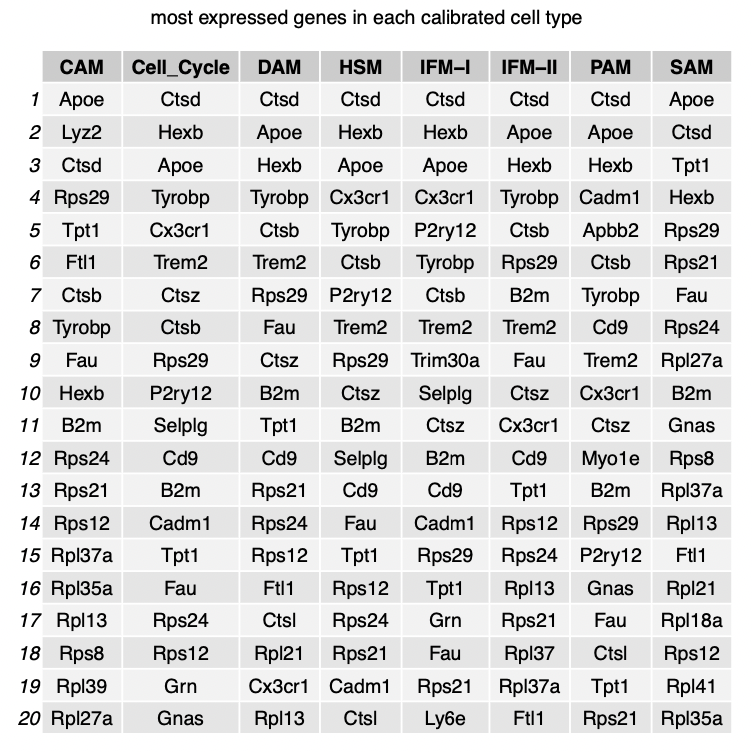 most expressed genes in each calibrated cell type
CAM Cell_Cycle DAM HSM IFM–I IFM–II PAM SAM
1 Apoe Ctsd Ctsd Ctsd Ctsd Ctsd Ctsd Apoe
2 Lyz2 Hexb Apoe Hexb Hexb Apoe Apoe Ctsd
3 Ctsd Apoe Hexb Apoe Apoe Hexb Hexb Tpt1
4 Rps29 Tyrobp Tyrobp Cx3cr1 Cx3cr1 Tyrobp Cadm1 Hexb
5 Tpt1 Cx3cr1 Ctsb Tyrobp P2ry12 Ctsb Apbb2 Rps29
6 Ftl1 Trem2 Trem2 Ctsb Tyrobp Rps29 Ctsb Rps21
7 Ctsb Ctsz Rps29 P2ry12 Ctsb B2m Tyrobp Fau
8 Tyrobp Ctsb Fau Trem2 Trem2 Trem2 Cd9 Rps24
9 Fau Rps29 Ctsz Rps29 Trim30a Fau Trem2 Rpl27a
10 Hexb P2ry12 B2m Ctsz Selplg Ctsz Cx3cr1 B2m
11 B2m Selplg Tpt1 B2m Ctsz Cx3cr1 Ctsz Gnas
12 Rps24 Cd9 Cd9 Selplg B2m Cd9 Myo1e Rps8
13 Rps21 B2m Rps21 Cd9 Cd9 Tpt1 B2m Rpl37a
14 Rps12 Cadm1 Rps24 Fau Cadm1 Rps12 Rps29 Rpl13
15 Rpl37a Tpt1 Rps12 Tpt1 Rps29 Rps24 P2ry12 Ftl1
16 Rpl35a Fau Ftl1 Rps12 Tpt1 Rpl13 Gnas Rpl21
17 Rpl13 Rps24 Ctsl Rps24 Grn Rps21 Fau Rpl18a
18 Rps8 Rps12 Rpl21 Rps21 Fau Rpl37 Ctsl Rps12
19 Rpl39 Grn Cx3cr1 Cadm1 Rps21 Rpl37a Tpt1 Rpl41
20 Rpl27a Gnas Rpl13 Ctsl Ly6e Ftl1 Rps21 Rpl35a